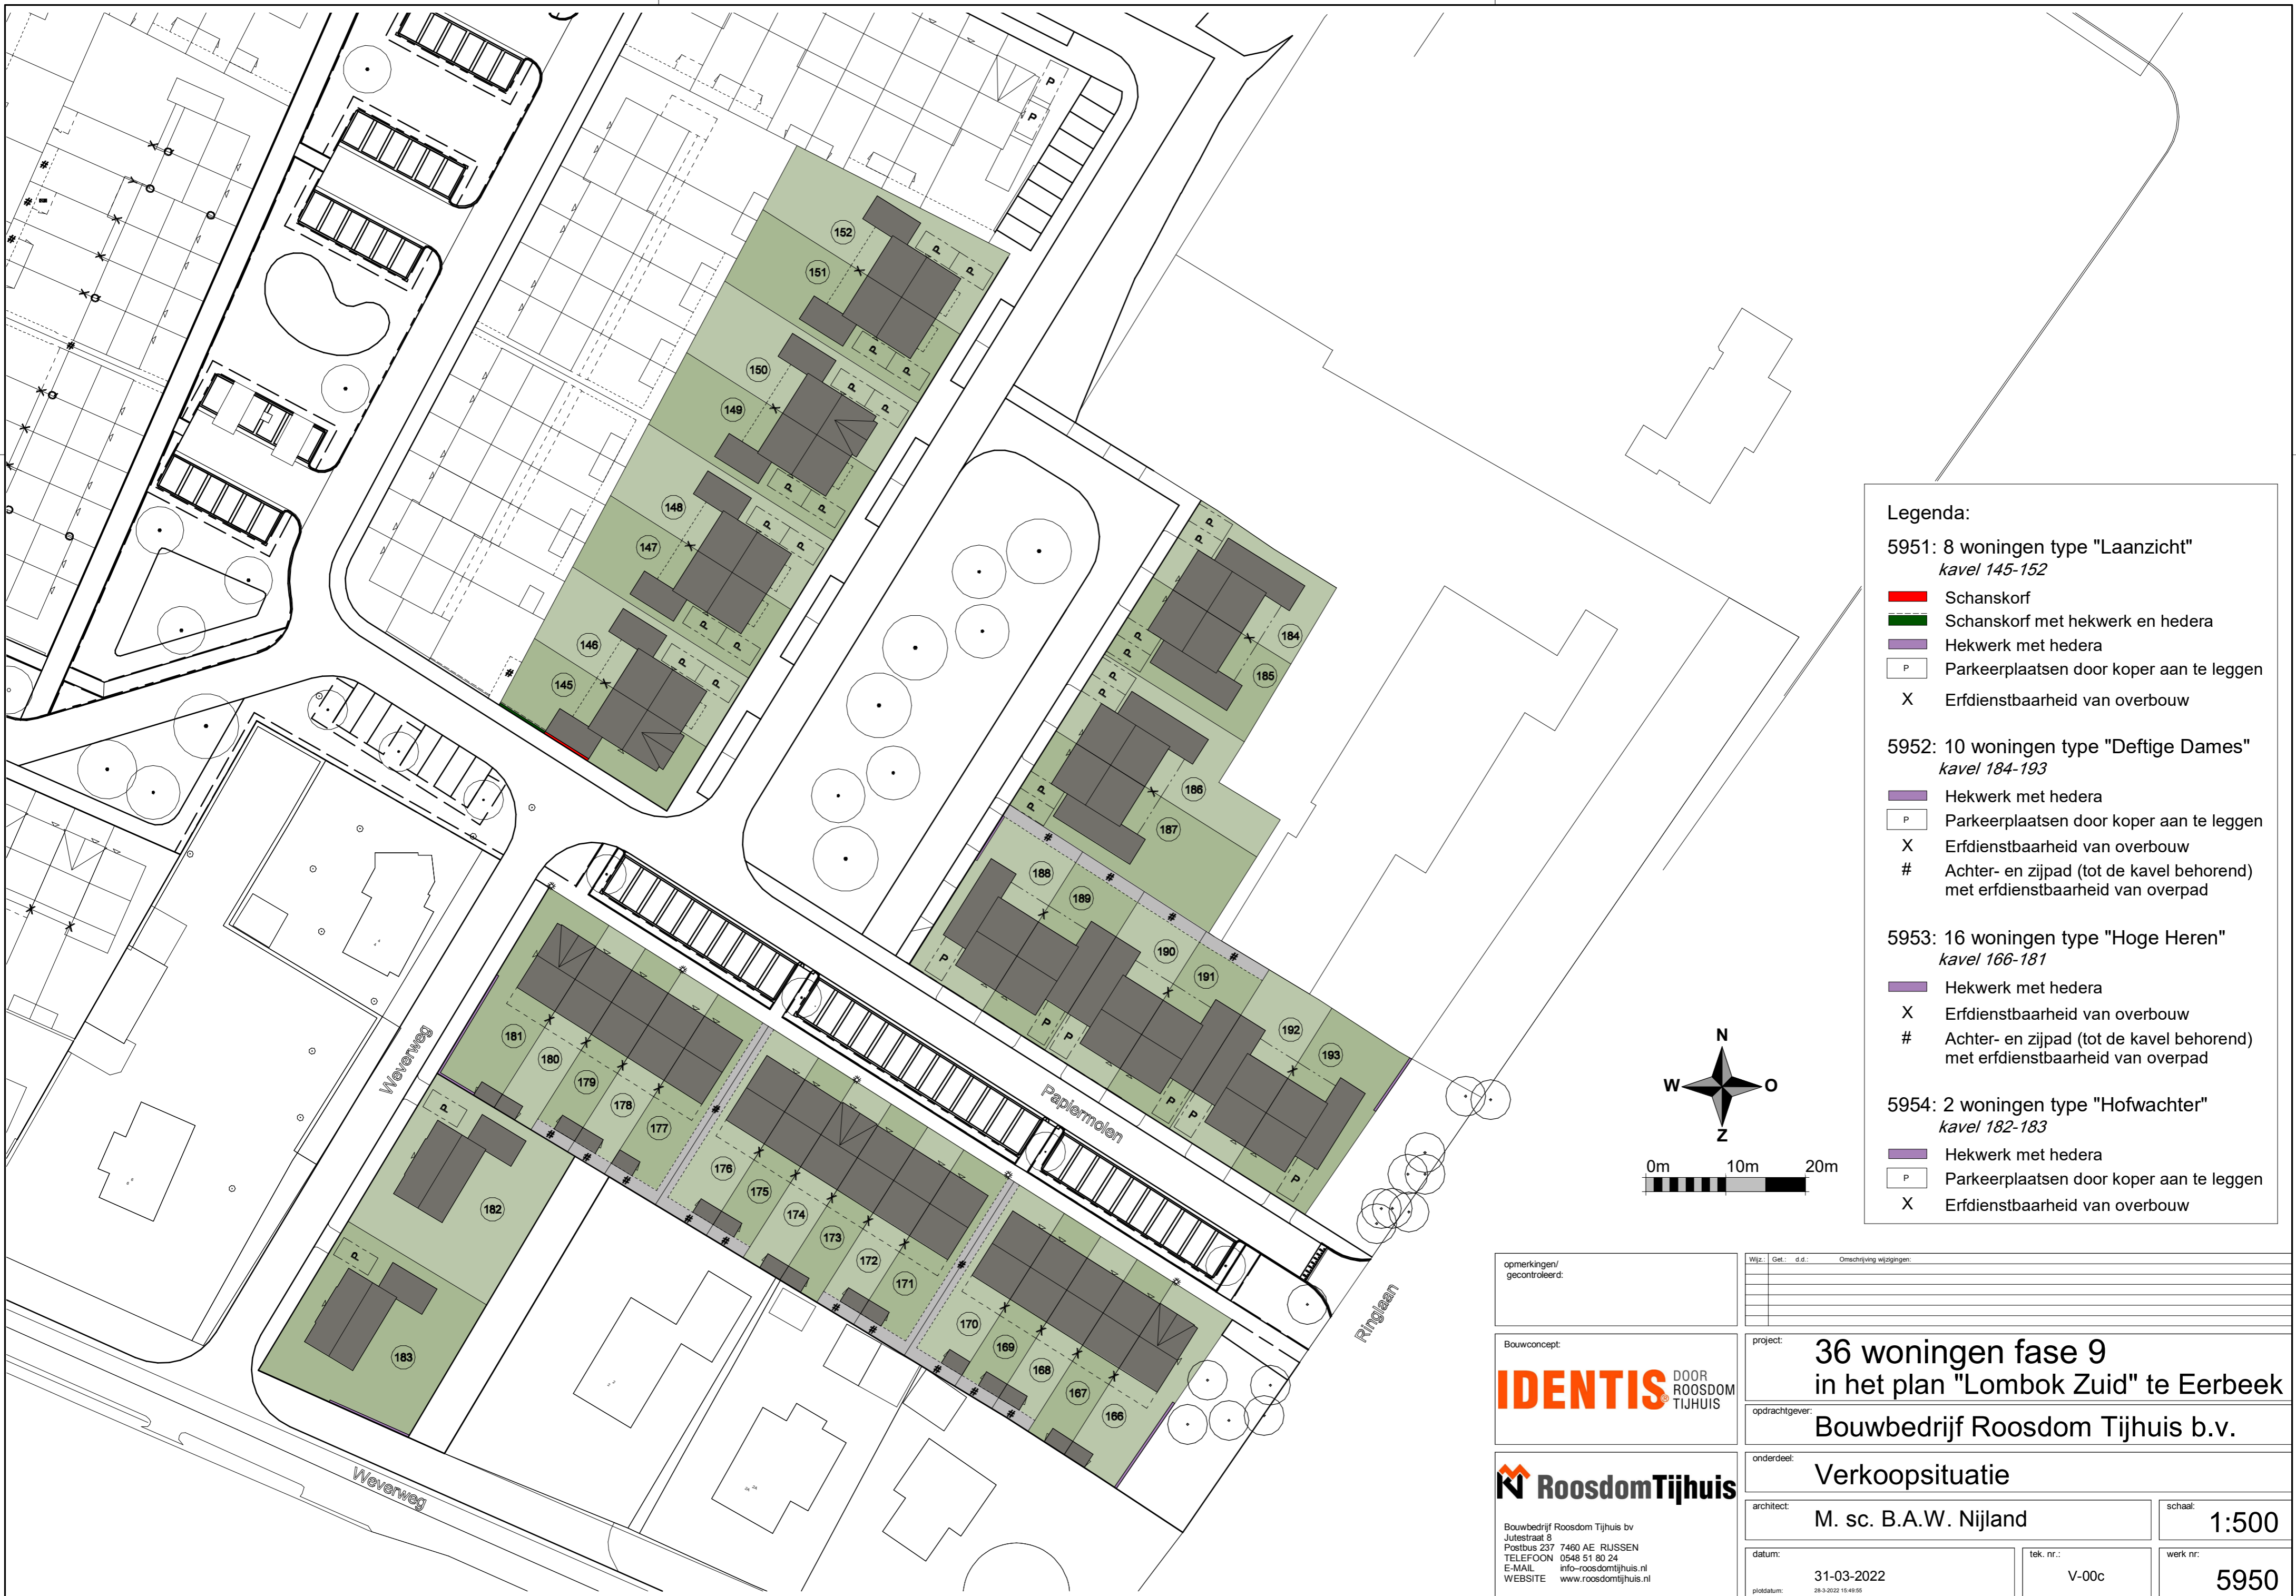 P
P
152
P
P
151
P
P
150
P
P
149
P
P
148
P
P
147
P
P
146
P
P
145
P
P
184
185
P
P
P
P
186
187
P
P
188
189
190
191
192
193
P
P
P
P
P
P
181
180
179
178
177
176
175
174
173
172
171
170
169
168
167
166
P
182
P
183
Weverweg
Papiermolen
Ringlaan
Weverweg
N
W
O
Z
0m 10m 20m
Legenda:
5951: 8 woningen type "Laanzicht"
kavel 145-152
Schanskorf
Schanskorf met hekwerk en hedera
Hekwerk met hedera
P Parkeerplaatsen door koper aan te leggen
X Erfdienstbaarheid van overbouw
5952: 10 woningen type "Deftige Dames"
kavel 184-193
Hekwerk met hedera
P Parkeerplaatsen door koper aan te leggen
X Erfdienstbaarheid van overbouw
# Achter- en zijpad (tot de kavel behorend)
met erfdienstbaarheid van overpad
5953: 16 woningen type "Hoge Heren"
kavel 166-181
Hekwerk met hedera
X Erfdienstbaarheid van overbouw
# Achter- en zijpad (tot de kavel behorend)
met erfdienstbaarheid van overpad
5954: 2 woningen type "Hofwachter"
kavel 182-183
Hekwerk met hedera
P Parkeerplaatsen door koper aan te leggen
X Erfdienstbaarheid van overbouw
opmerkingen/
gecontroleerd:
Wijz.: Get.: d.d.: Omschrijving wijzigingen:
Bouwconcept:
IDENTIS®
DOOR
ROOSDOM
TIJHUIS
project:
36 woningen fase 9
in het plan "Lombok Zuid" te Eerbeek
opdrachtgever:
Bouwbedrijf Roosdom Tijhuis b.v.
RoosdomTijhuis
Bouwbedrijf Roosdom Tijhuis bv
Jutestraat 8
Postbus 237 7460 AE RIJSSEN
TELEFOON 0548 51 80 24
E-MAIL info-roosdomtijhuis.nl
WEBSITE www.roosdomtijhuis.nl
onderdeel:
Verkoopsituatie
architect:
M. sc. B.A.W. Nijland
schaal:
1:500
datum:
31-03-2022
plotdatum: 28-3-2022 15:49:55
tek. nr.:
V-00c
werk nr:
5950